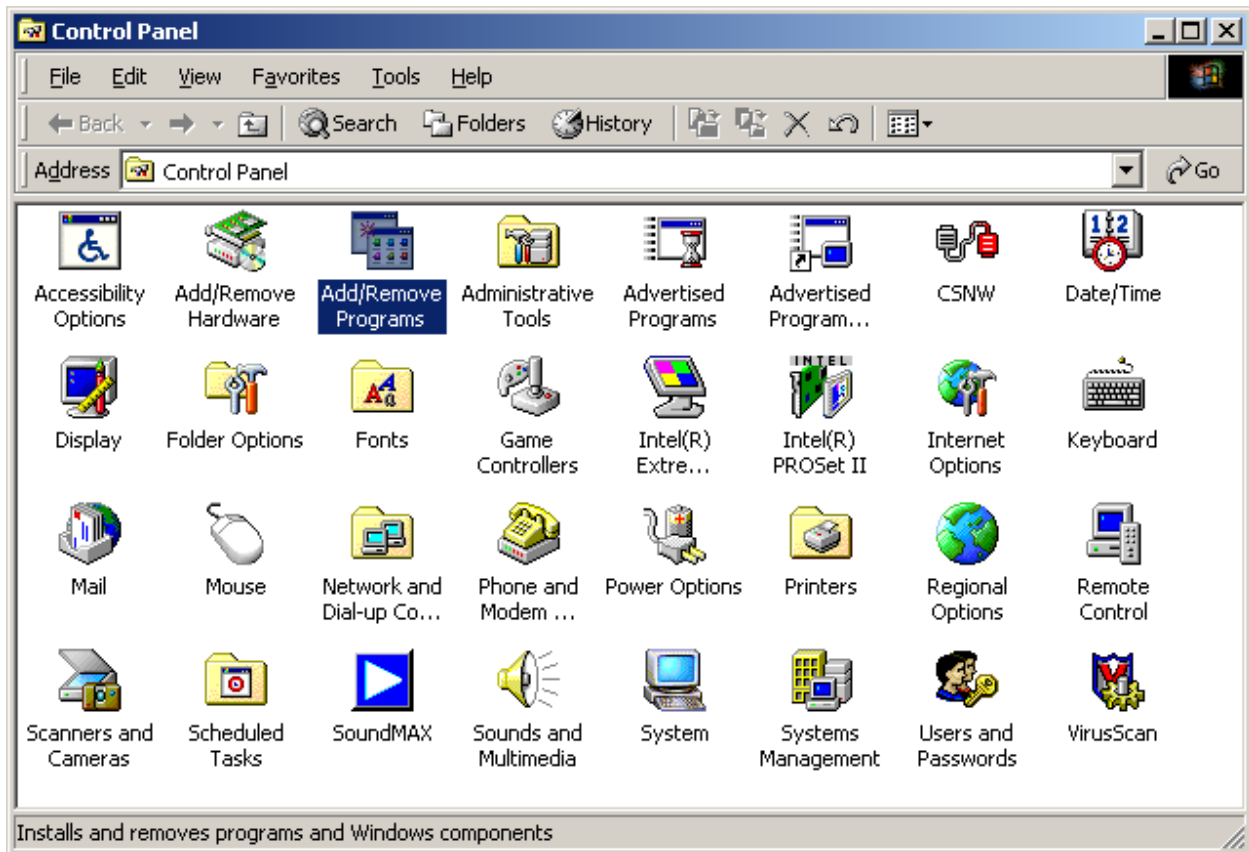 Control Panel
File Edit View Favorites Tools Help
Back Search Folders History
Address Control Panel Go
Accessibility Options
Add/Remove Hardware
Add/Remove Programs
Administrative Tools
Advertised Programs
Advertised Program...
CSNW
Date/Time
Display
Folder Options
Fonts
Game Controllers
Intel(R) Extre...
INTEL
Intel(R) PROSet II
Internet Options
Keyboard
Mail
Mouse
Network and Dial-up Co...
Phone and Modem ...
Power Options
Printers
Regional Options
Remote Control
Scanners and Cameras
Scheduled Tasks
SoundMAX
Sounds and Multimedia
System
Systems Management
Users and Passwords
VirusScan
Installs and removes programs and Windows components